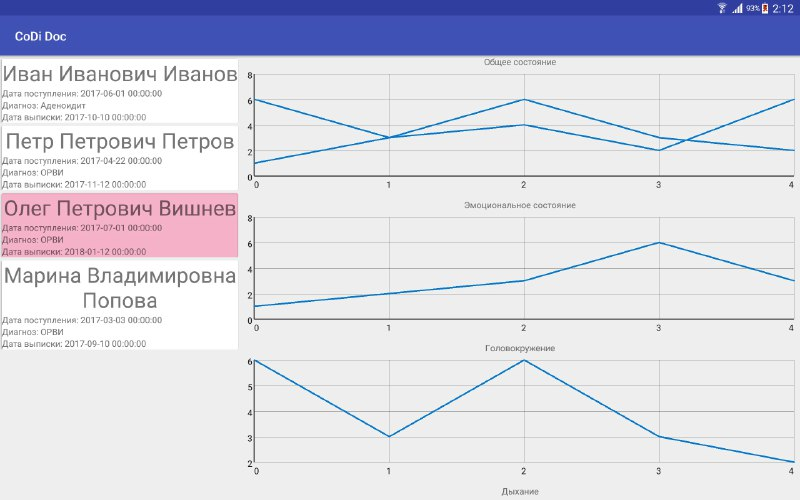 93% 2:12
CoDi Doc
Иван Иванович Иванов
Дата поступления: 2017-06-01 00:00:00
Диагноз: Аденоидит
Дата выписки: 2017-10-10 00:00:00
Петр Петрович Петров
Дата поступления: 2017-04-22 00:00:00
Диагноз: ОРВИ
Дата выписки: 2017-11-12 00:00:00
Олег Петрович Вишнев
Дата поступления: 2017-07-01 00:00:00
Диагноз: ОРВИ
Дата выписки: 2018-01-12 00:00:00
Марина Владимировна
Попова
Дата поступления: 2017-03-03 00:00:00
Диагноз: ОРВИ
Дата выписки: 2017-09-10 00:00:00
Общее состояние
8
6
4
2
0
0 1 2 3 4
Эмоциональное состояние
8
6
4
2
0
0 1 2 3 4
Головокружение
6
5
4
3
2
0 1 2 3 4
Дыхание